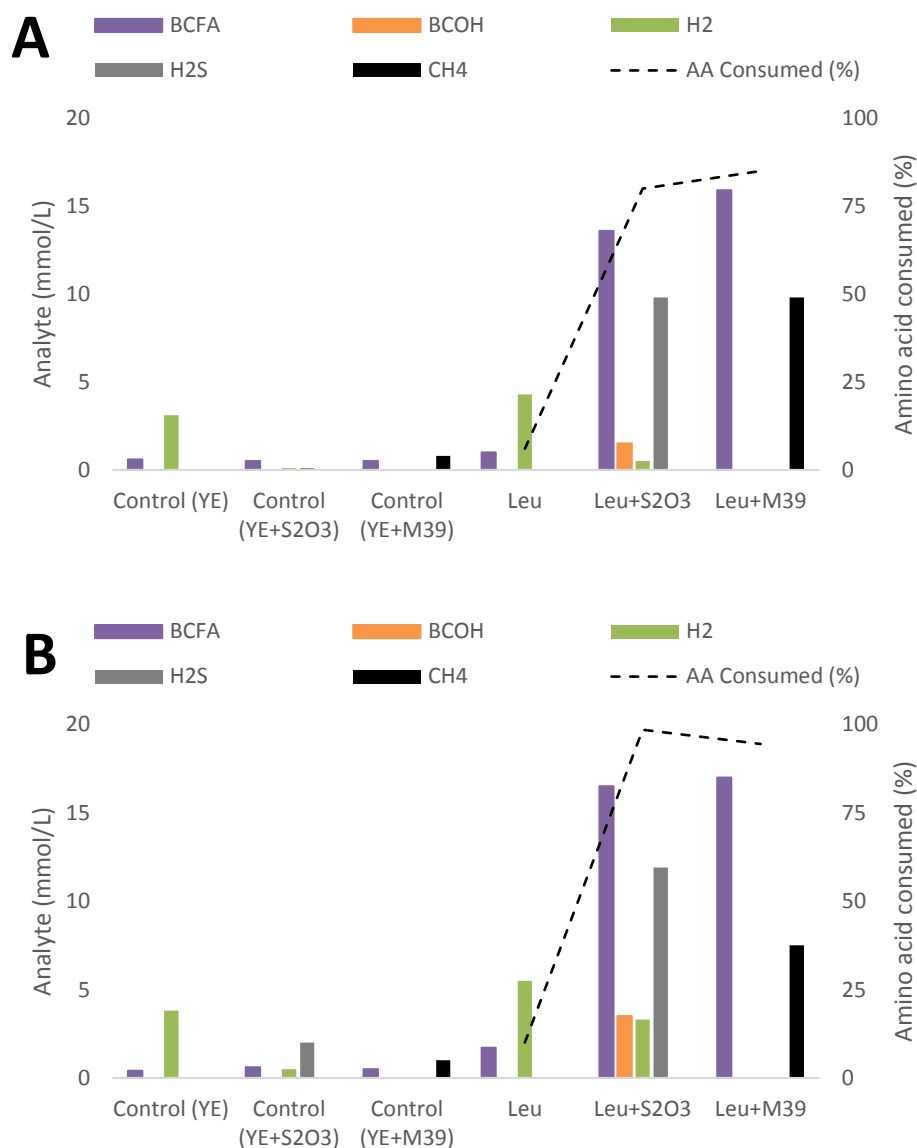 A
BCFA BCOH H2
H2S CH4 AA Consumed (%)
20 100
15 75
10 50
5 25
0 0
Analyte (mmol/L)
Amino acid consumed (%)
Control (YE) Control Control Leu Leu+S2O3 Leu+M39
(YE+S2O3) (YE+M39)
B
BCFA BCOH H2
H2S CH4 AA Consumed (%)
20 100
15 75
10 50
5 25
0 0
Analyte (mmol/L)
Amino acid consumed (%)
Control (YE) Control Control Leu Leu+S2O3 Leu+M39
(YE+S2O3) (YE+M39)